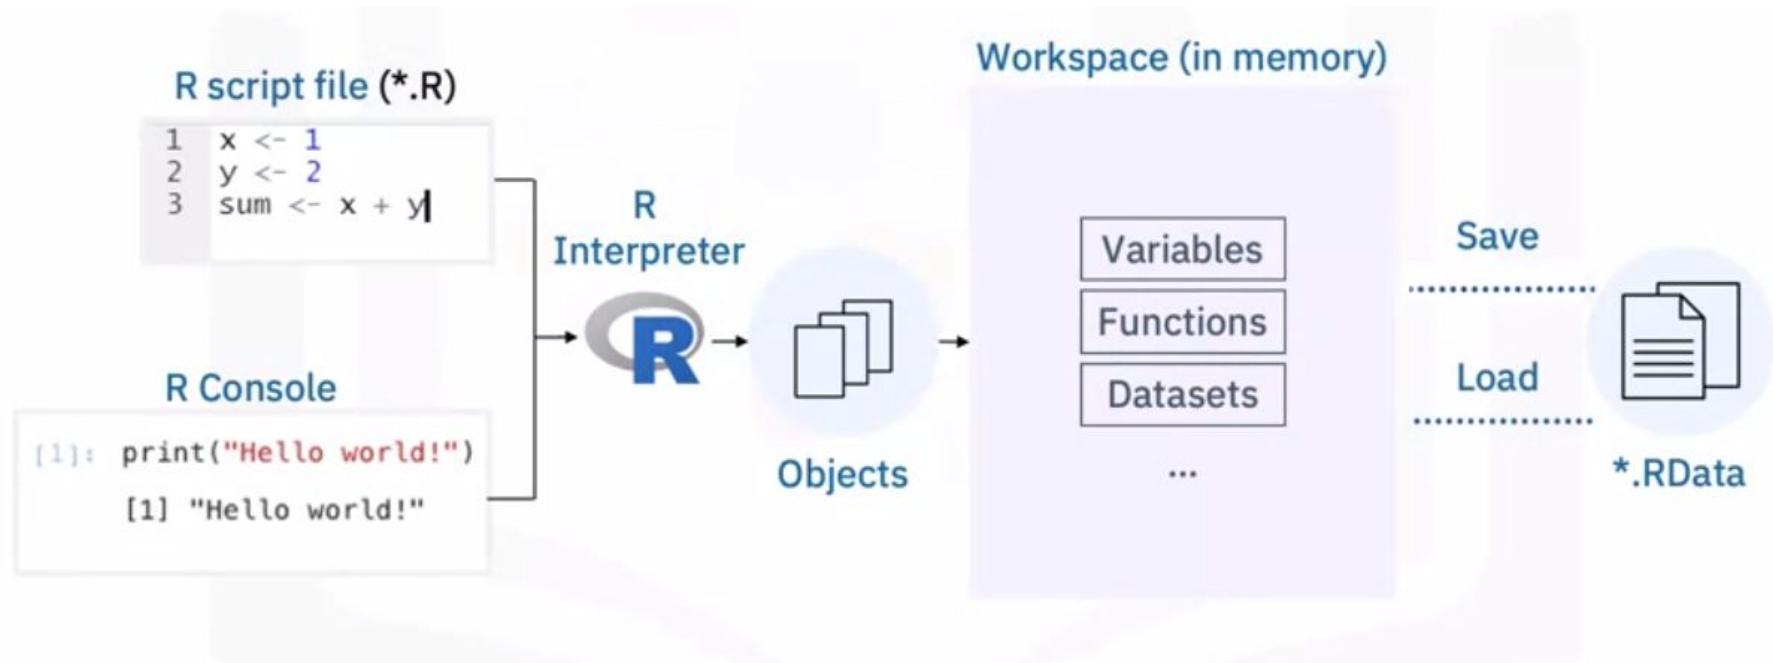 R script file (*.R)
1 x <- 1
2 y <- 2
3 sum <- x + y
R Console
[1]: print("Hello world!")
[1] "Hello world!"
R
Interpreter
R
Objects
Workspace (in memory)
Variables
Functions
Datasets
...
Save
Load
*.RData